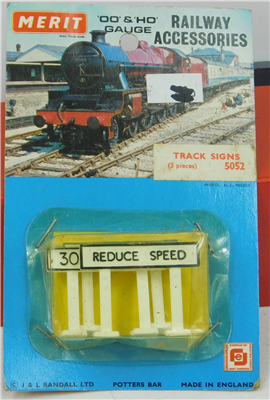 MERIT
'OO' & 'HO' GAUGE
RAILWAY ACCESSORIES
TRACK SIGNS
(3 pieces) 5052
30 REDUCE SPEED
J & L RANDALL LTD POTTERS BAR MADE IN ENGLAND